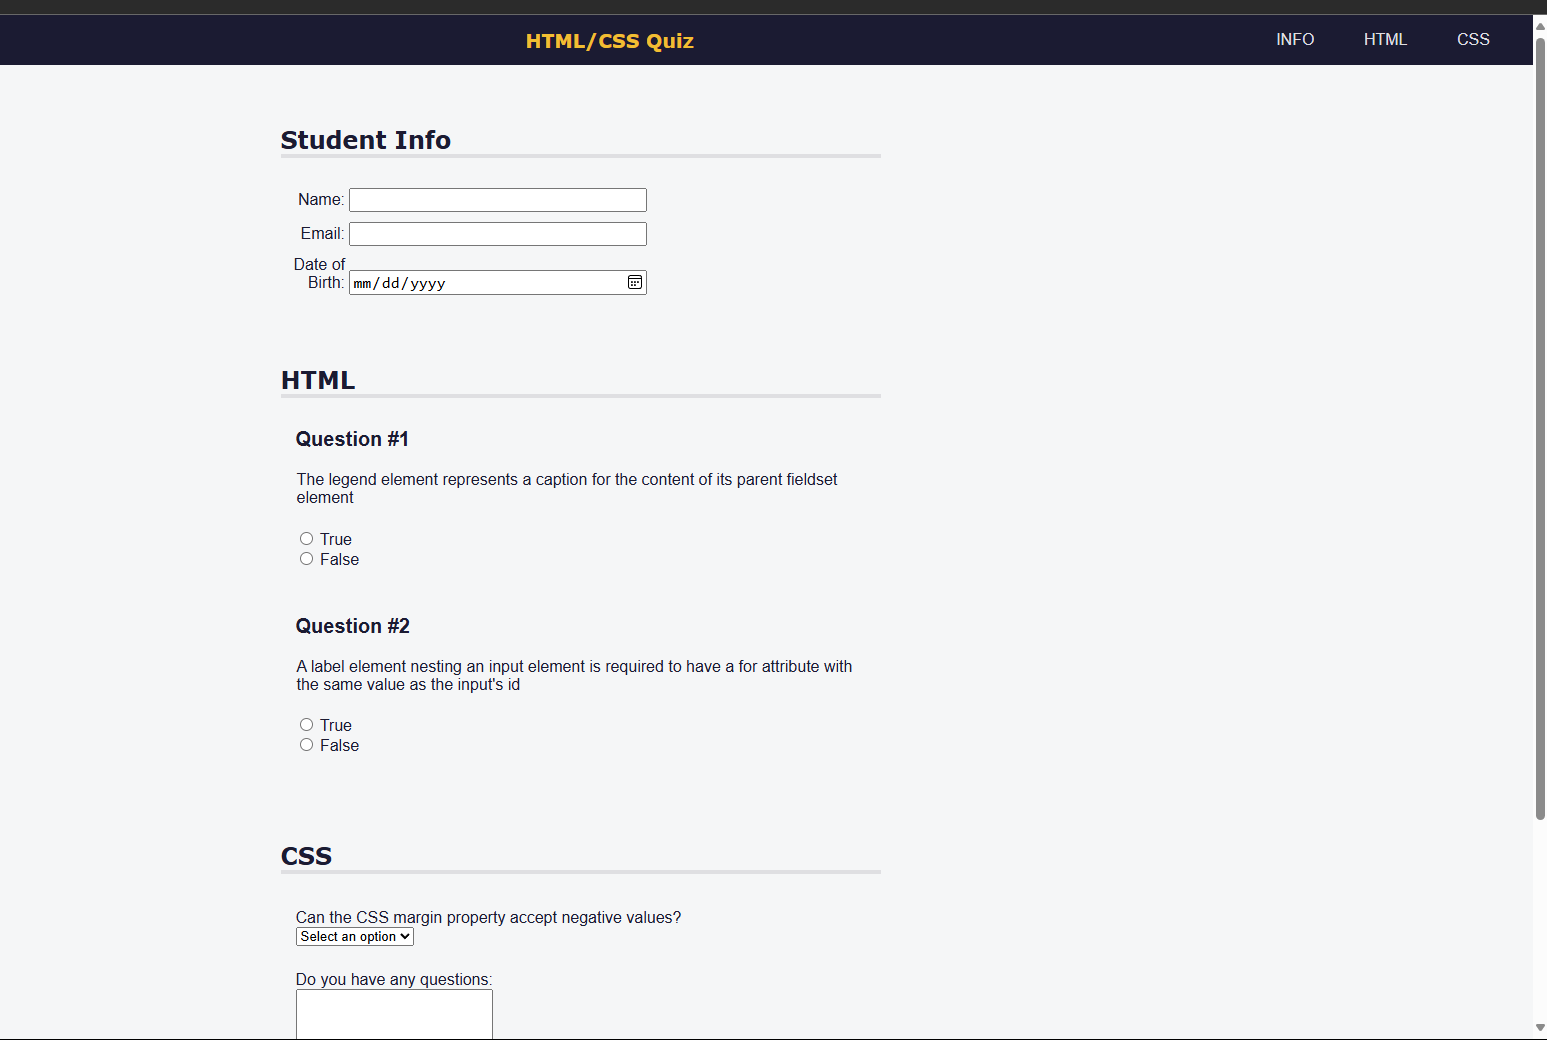 HTML/CSS Quiz
INFO
HTML
CSS
Student Info
Name:
Email:
Date of
Birth:
mm/dd/yyyy
HTML
Question #1
The legend element represents a caption for the content of its parent fieldset
element
True
False
Question #2
A label element nesting an input element is required to have a for attribute with
the same value as the input's id
True
False
CSS
Can the CSS margin property accept negative values?
Select an option
Do you have any questions: